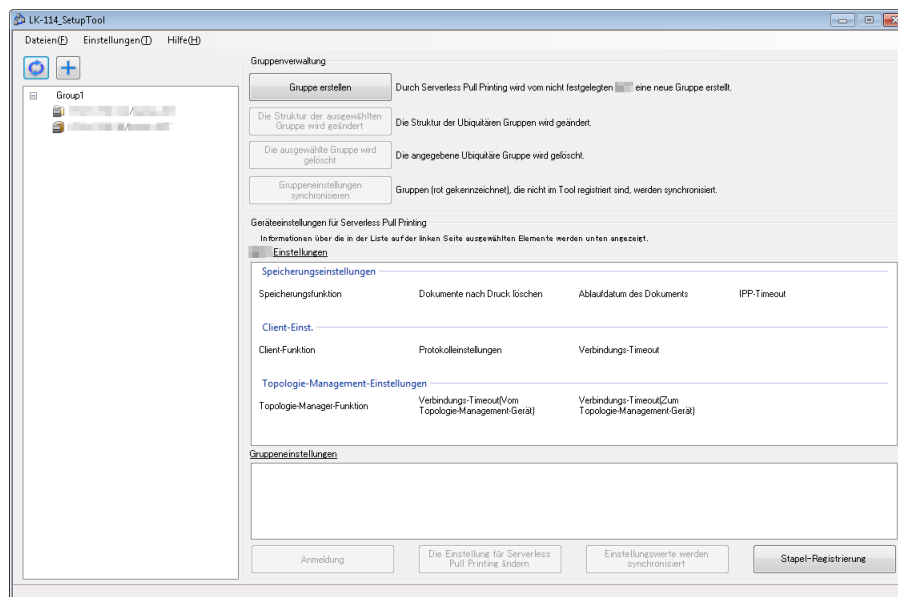 LK-114_SetupTool
Dateien(F) Einstellungen(T) Hilfe(H)
Gruppenverwaltung
Gruppe erstellen
Durch Serverless Pull Printing wird vom nicht festgelegten eine neue Gruppe erstellt.
Group1
/
/
Die Struktur der ausgewählten
Gruppe wird geändert
Die Struktur der Ubiquitären Gruppen wird geändert.
Die ausgewählte Gruppe wird
gelöscht
Die angegebene Ubiquitäre Gruppe wird gelöscht.
Gruppeneinstellungen
synchronisieren
Gruppen (rot gekennzeichnet), die nicht im Tool registriert sind, werden synchronisiert.
Geräteeinstellungen für Serverless Pull Printing
Informationen über die in der Liste auf der linken Seite ausgewählten Elemente werden unten angezeigt.
Einstellungen
Speicherungseinstellungen
Speicherungsfunktion Dokumente nach Druck löschen Ablaufdatum des Dokuments IPP-Timeout
Client-Einst.
Client-Funktion Protokolleinstellungen Verbindungs-Timeout
Topologie-Management-Einstellungen
Topologie-Manager-Funktion
Verbindungs-Timeout(Vom
Topologie-Management-Gerät)
Verbindungs-Timeout(Zum
Topologie-Management-Gerät)
Gruppeneinstellungen
Anmeldung
Die Einstellung für Serverless
Pull Printing ändern
Einstellungswerte werden
synchronisiert
Stapel-Registrierung